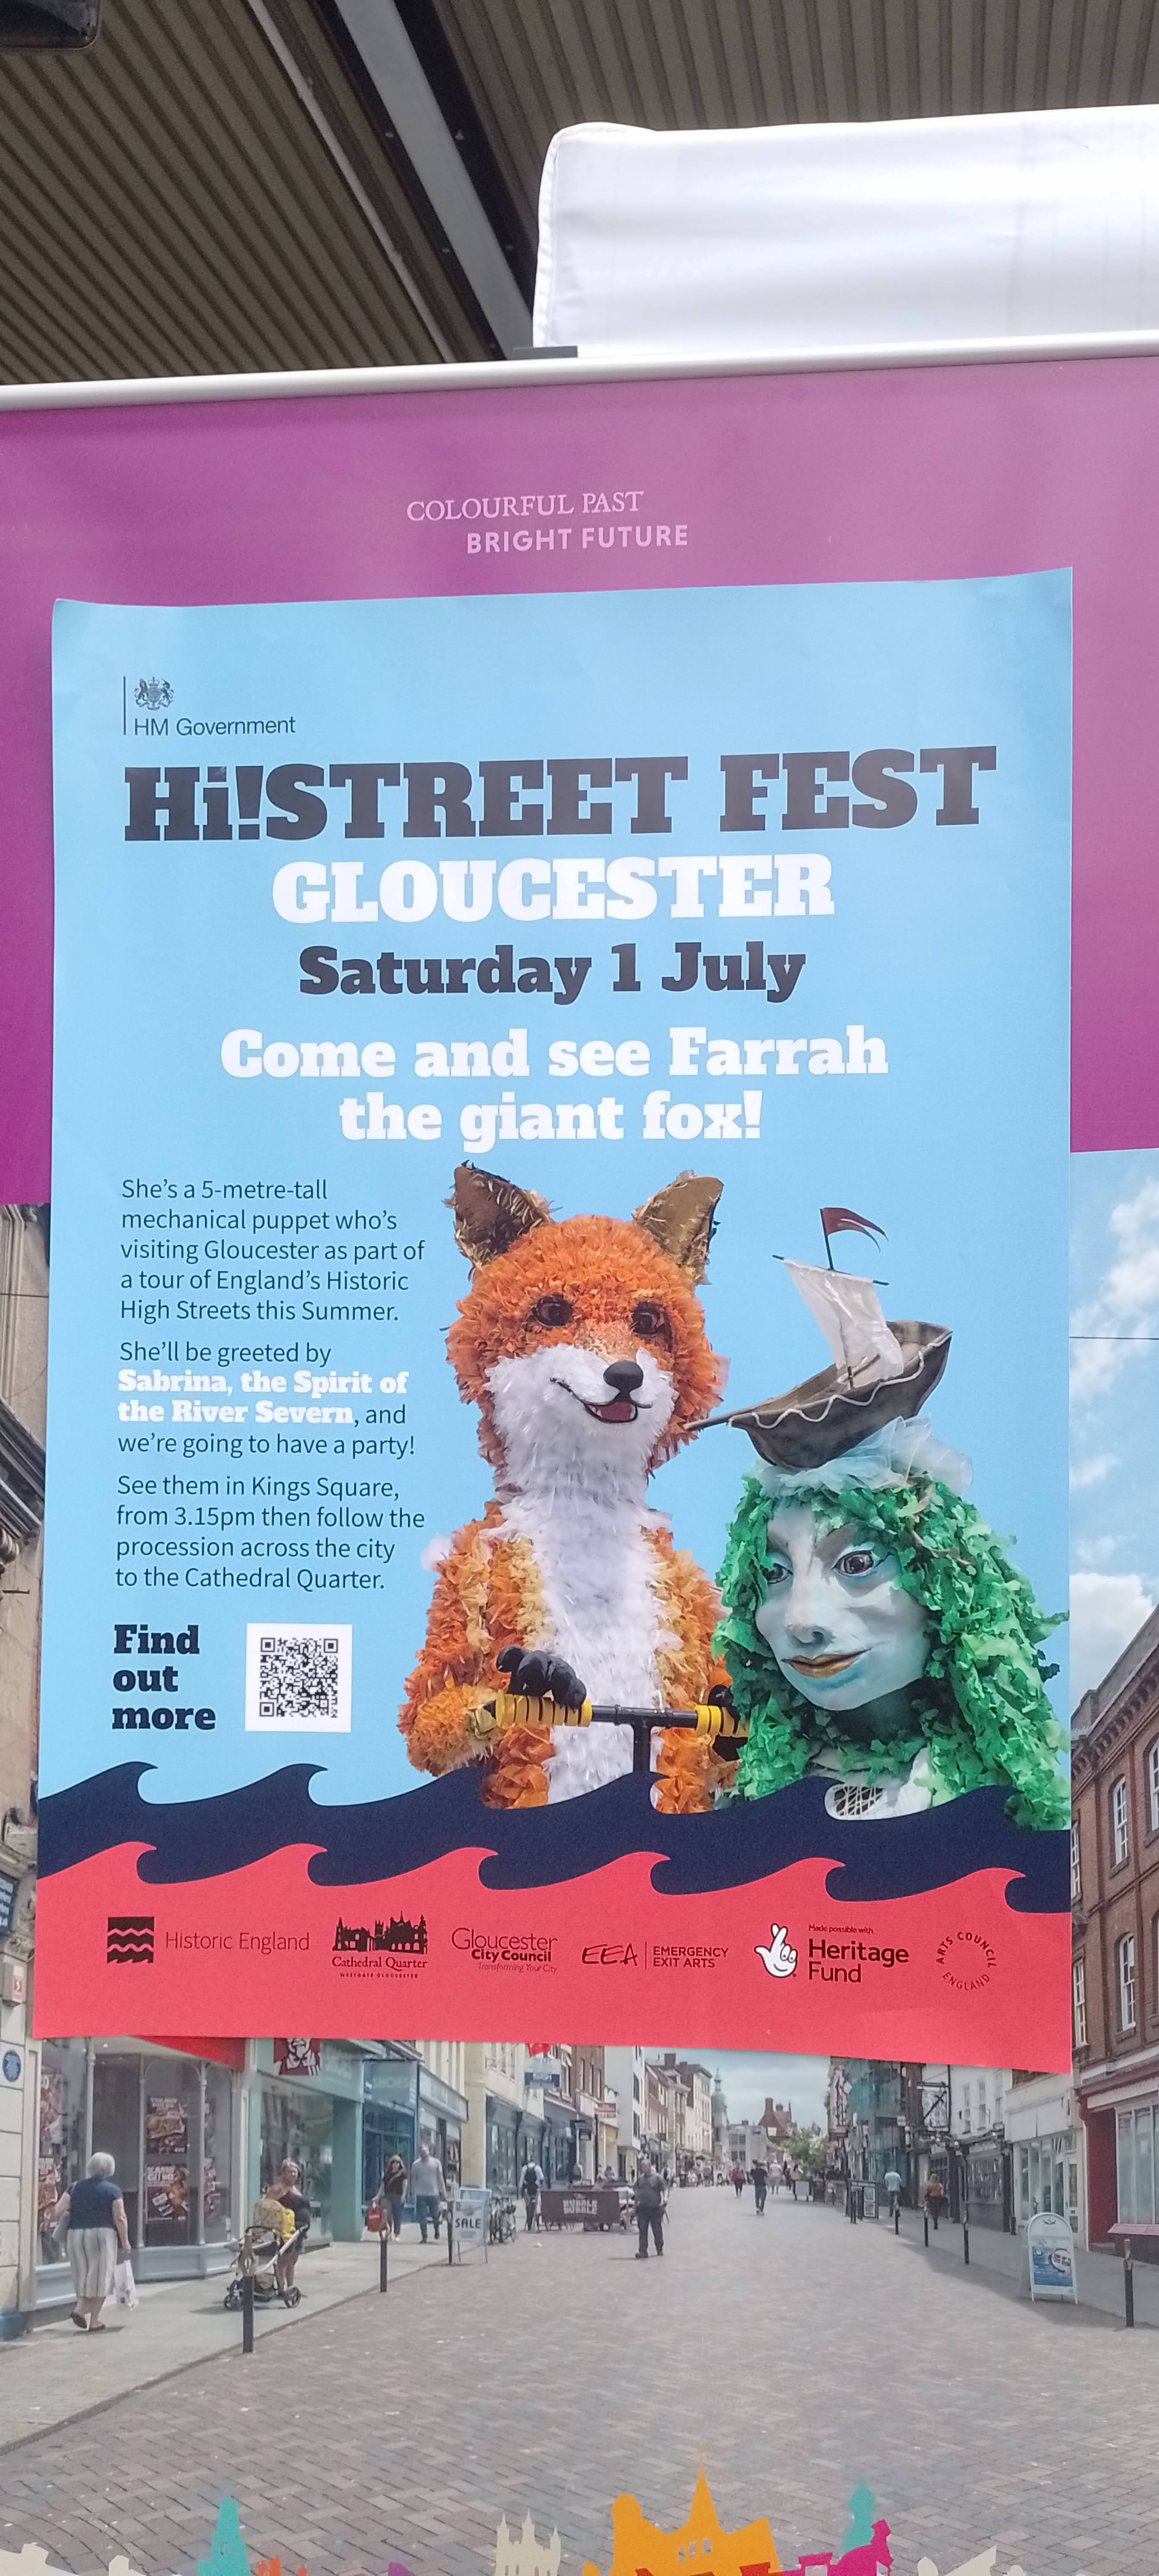 COLOURFUL PAST
BRIGHT FUTURE
HM Government
Hi!STREET FEST
GLOUCESTER
Saturday 1 July
Come and see Farrah
the giant fox!
She's a 5-metre-tall
mechanical puppet who's
visiting Gloucester as part of
a tour of England's Historic
High Streets this Summer.
She'll be greeted by
Sabrina, the Spirit of
the River Severn, and
we're going to have a party!
See them in Kings Square,
from 3.15pm then follow the
procession across the city
to the Cathedral Quarter.
Find
out
more
Historic England
Cathedral Quarter
WESTGATE GLOUCESTER
Gloucester
City Council
Transforming Your City
EEA
EMERGENCY
EXIT ARTS
Made possible with
Heritage
Fund
ARTS COUNCIL
ENGLAND
SALE